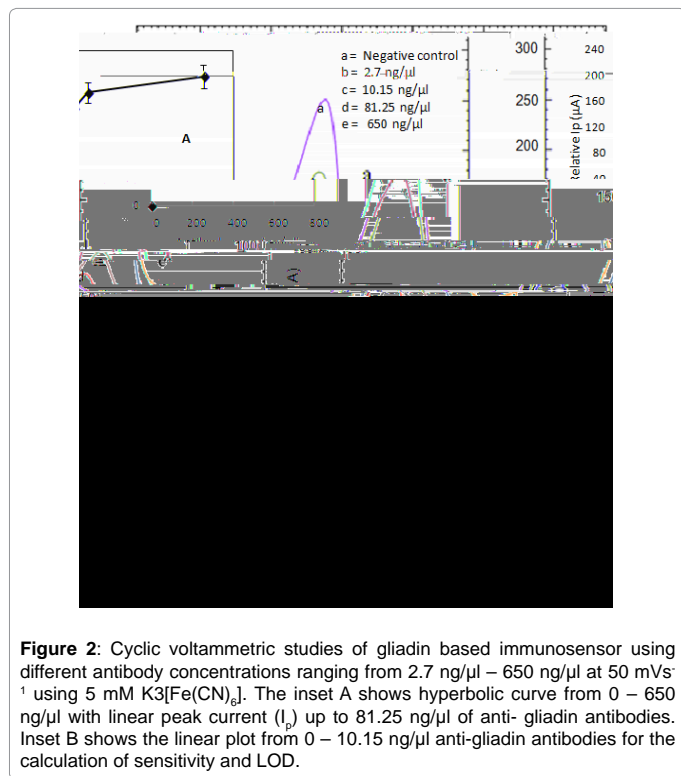 a = Negative control
b = 2.7 ng/µl
c = 10.15 ng/µl
d = 81.25 ng/µl
e = 650 ng/µl
A
a
300
250
200
240
200
160
120
80
40
Relative Ip (µA)
0
0 200 400 600 800
A)
Figure 2: Cyclic voltammetric studies of gliadin based immunosensor using
different antibody concentrations ranging from 2.7 ng/µl – 650 ng/µl at 50 mVs-
1 using 5 mM K3[Fe(CN)6]. The inset A shows hyperbolic curve from 0 – 650
ng/µl with linear peak current (Ip) up to 81.25 ng/µl of anti- gliadin antibodies.
Inset B shows the linear plot from 0 – 10.15 ng/µl anti-gliadin antibodies for the
calculation of sensitivity and LOD.